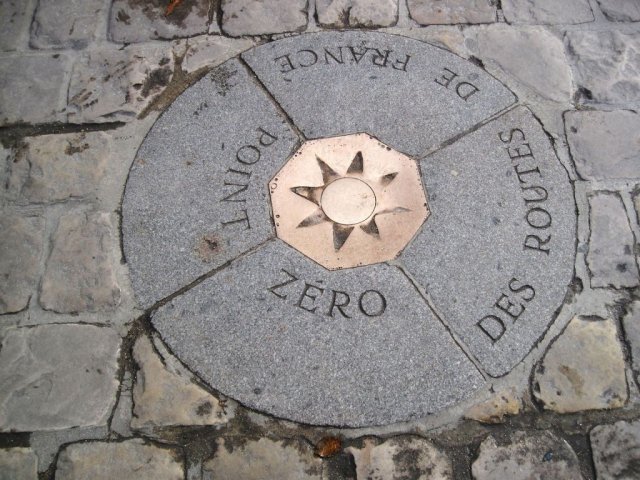 POINT
ZÉRO
DES ROUTES
DE FRANCE